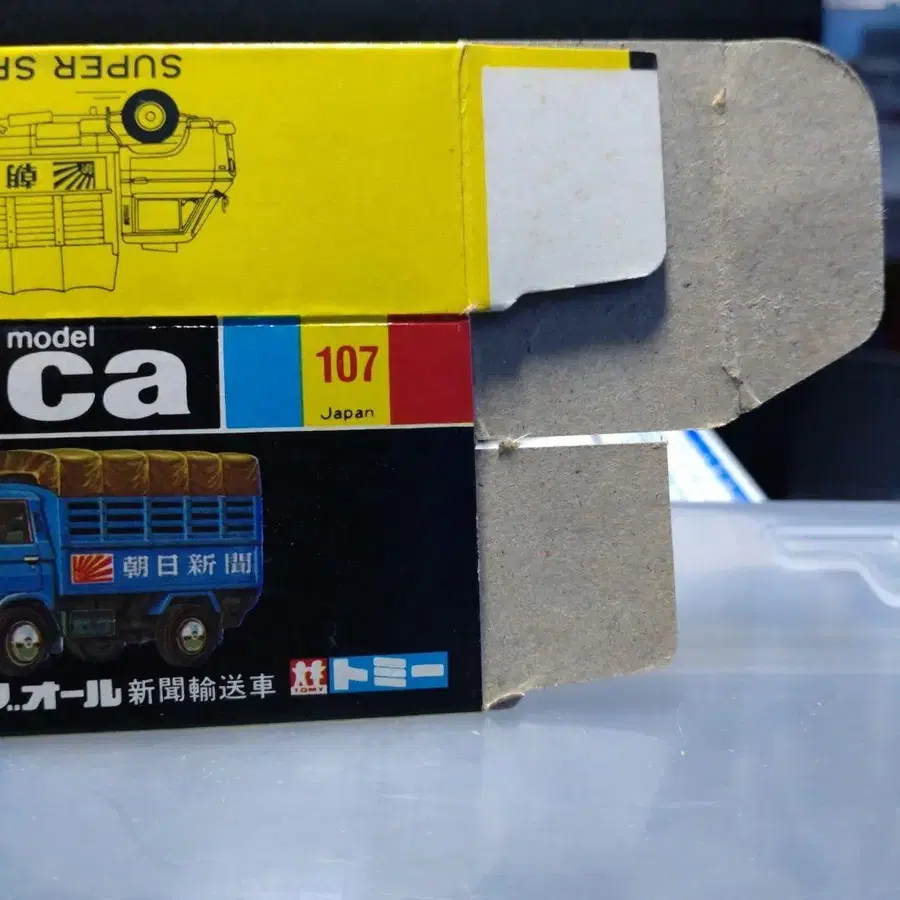 SUPER SP
朝
model
ca
107
Japan
朝日新聞
オール 新聞輸送車
TOMY トミー